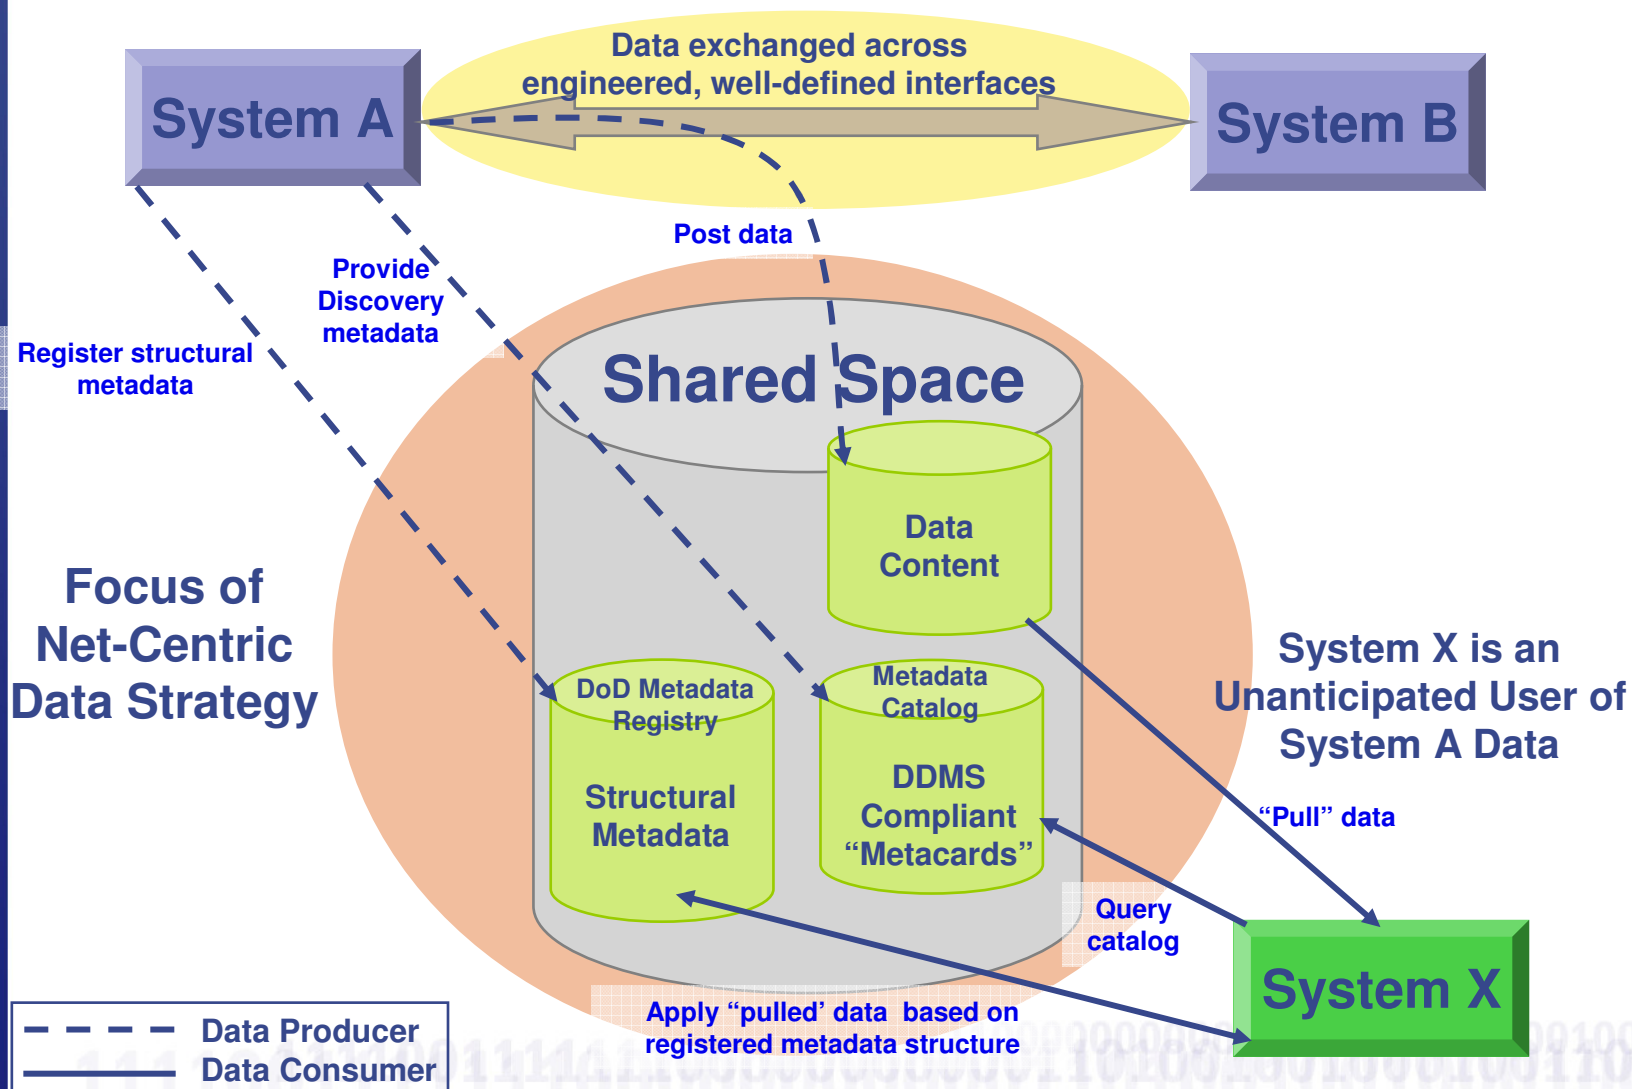 Data exchanged across
engineered, well-defined interfaces
System A
System B
Post data
Provide
Discovery
metadata
Register structural
metadata
Shared Space
Data
Content
Focus of
Net-Centric
Data Strategy
System X is an
Unanticipated User of
System A Data
DoD Metadata
Registry
Structural
Metadata
Metadata
Catalog
DDMS
Compliant
“Metacards”
“Pull” data
Query
catalog
System X
Apply “pulled’ data based on
registered metadata structure
Data Producer
Data Consumer